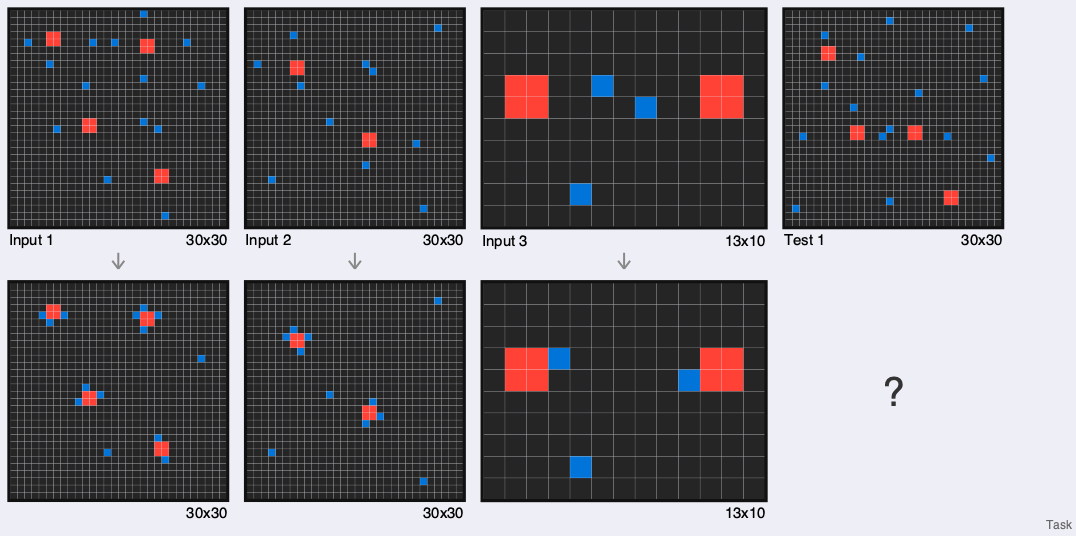 Input 1 30x30
Input 2 30x30
Input 3 13x10
Test 1 30x30
30x30
30x30
13x10
?
Task